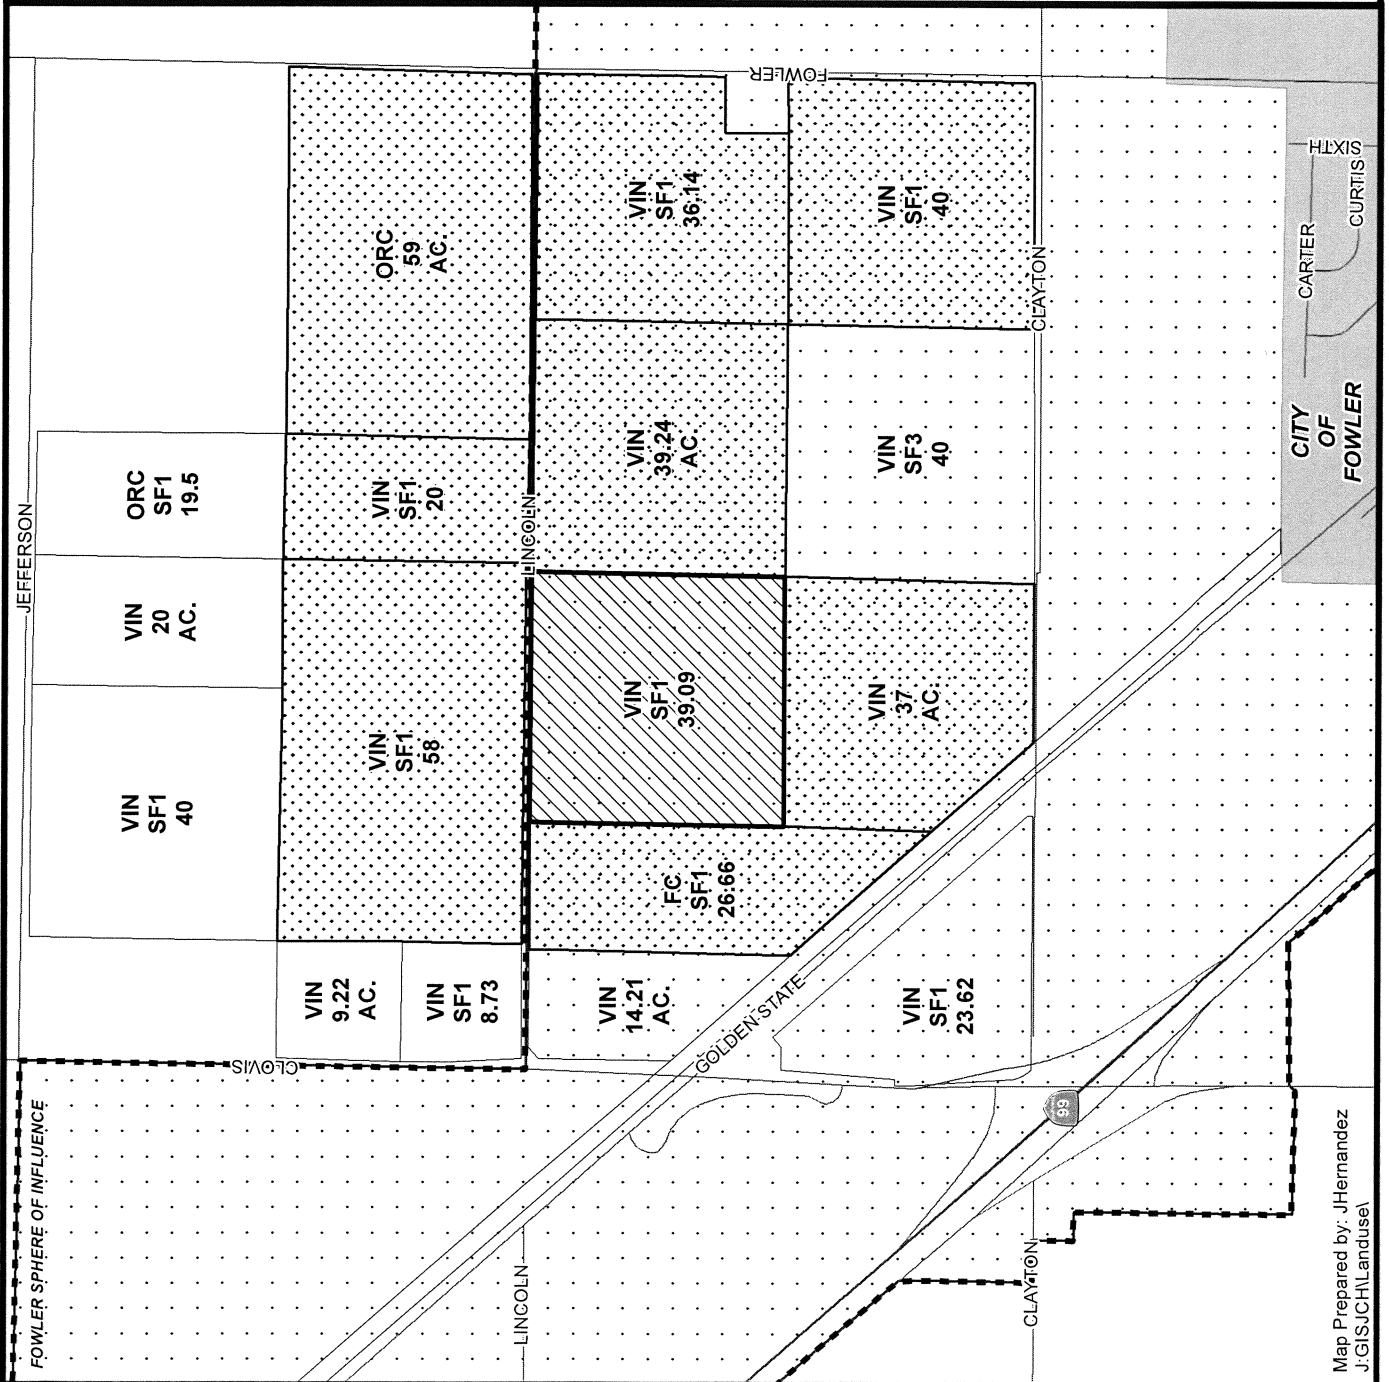 FOWLER
SIXTH
CURTIS
CARTER
ORC
59
AC.
VIN
SF1
36.14
VIN
SF1
40
CLAYTON
CITY
OF
FOWLER
JEFFERSON
ORC
SF1
19.5
VIN
SF1
20
LINCOLN
VIN
39.24
AC.
VIN
SF3
40
VIN
20
AC.
VIN
SF1
40
VIN
SF1
58
VIN
SF1
39.09
VIN
37
AC.
FC
SF1
26.66
VIN
9.22
AC.
VIN
SF1
8.73
VIN
14.21
AC.
GOLDEN STATE
VIN
SF1
23.62
CLOVIS
99
FOWLER SPHERE OF INFLUENCE
LINCOLN
CLAYTON
Map Prepared by: JHernandez
J:GISJCH\Landuse\